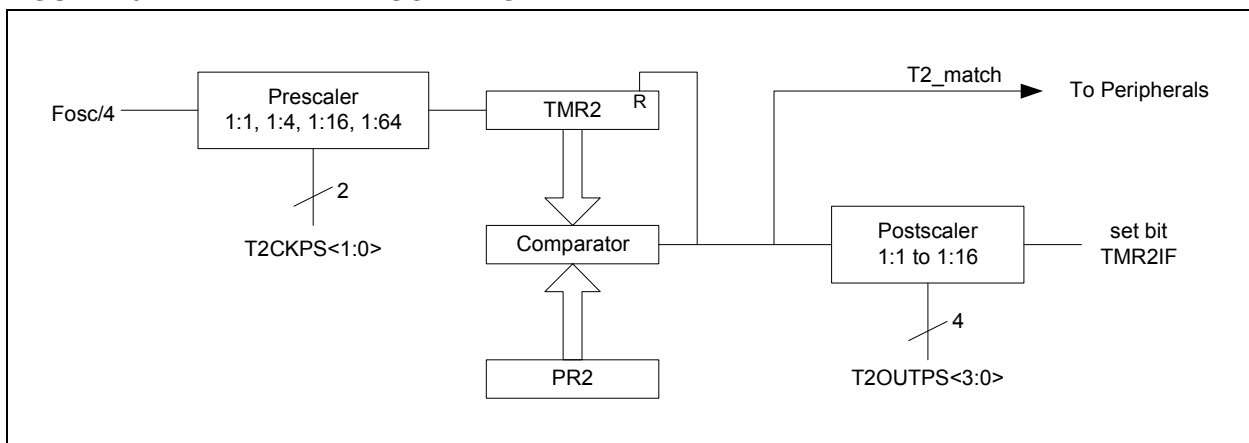 Fosc/4
Prescaler
1:1, 1:4, 1:16, 1:64
2
T2CKPS<1:0>
TMR2
R
Comparator
PR2
T2_match
To Peripherals
Postscaler
1:1 to 1:16
4
T2OUTPS<3:0>
set bit
TMR2IF